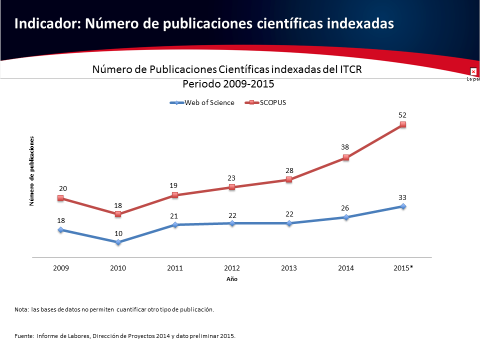 Indicador: Número de publicaciones científicas indexadas
Número de Publicaciones Científicas indexadas del ITCR
Periodo 2009-2015
Web of Science SCOPUS
Número de publicaciones
20 18 19 23 28 38 52
18 10 21 22 22 26 33
2009 2010 2011 2012 2013 2014 2015*
Año
Nota: las bases de datos no permiten cuantificar otro tipo de publicación.
Fuente: Informe de Labores, Dirección de Proyectos 2014 y dato preliminar 2015.